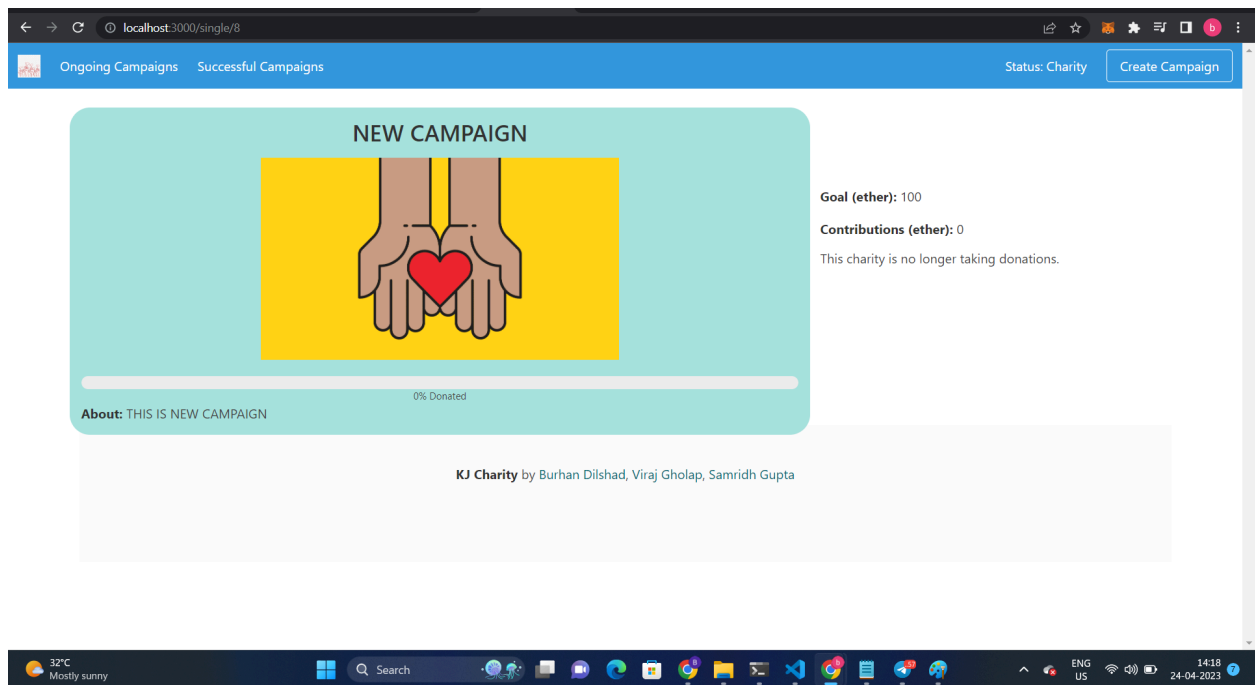 localhost:3000/single/8
b
Ongoing Campaigns Successful Campaigns Status: Charity Create Campaign
NEW CAMPAIGN
0% Donated
About: THIS IS NEW CAMPAIGN
Goal (ether): 100
Contributions (ether): 0
This charity is no longer taking donations.
KJ Charity by Burhan Dilshad, Viraj Gholap, Samridh Gupta
32°C
Mostly sunny
Search
ENG
US
14:18
24-04-2023
7